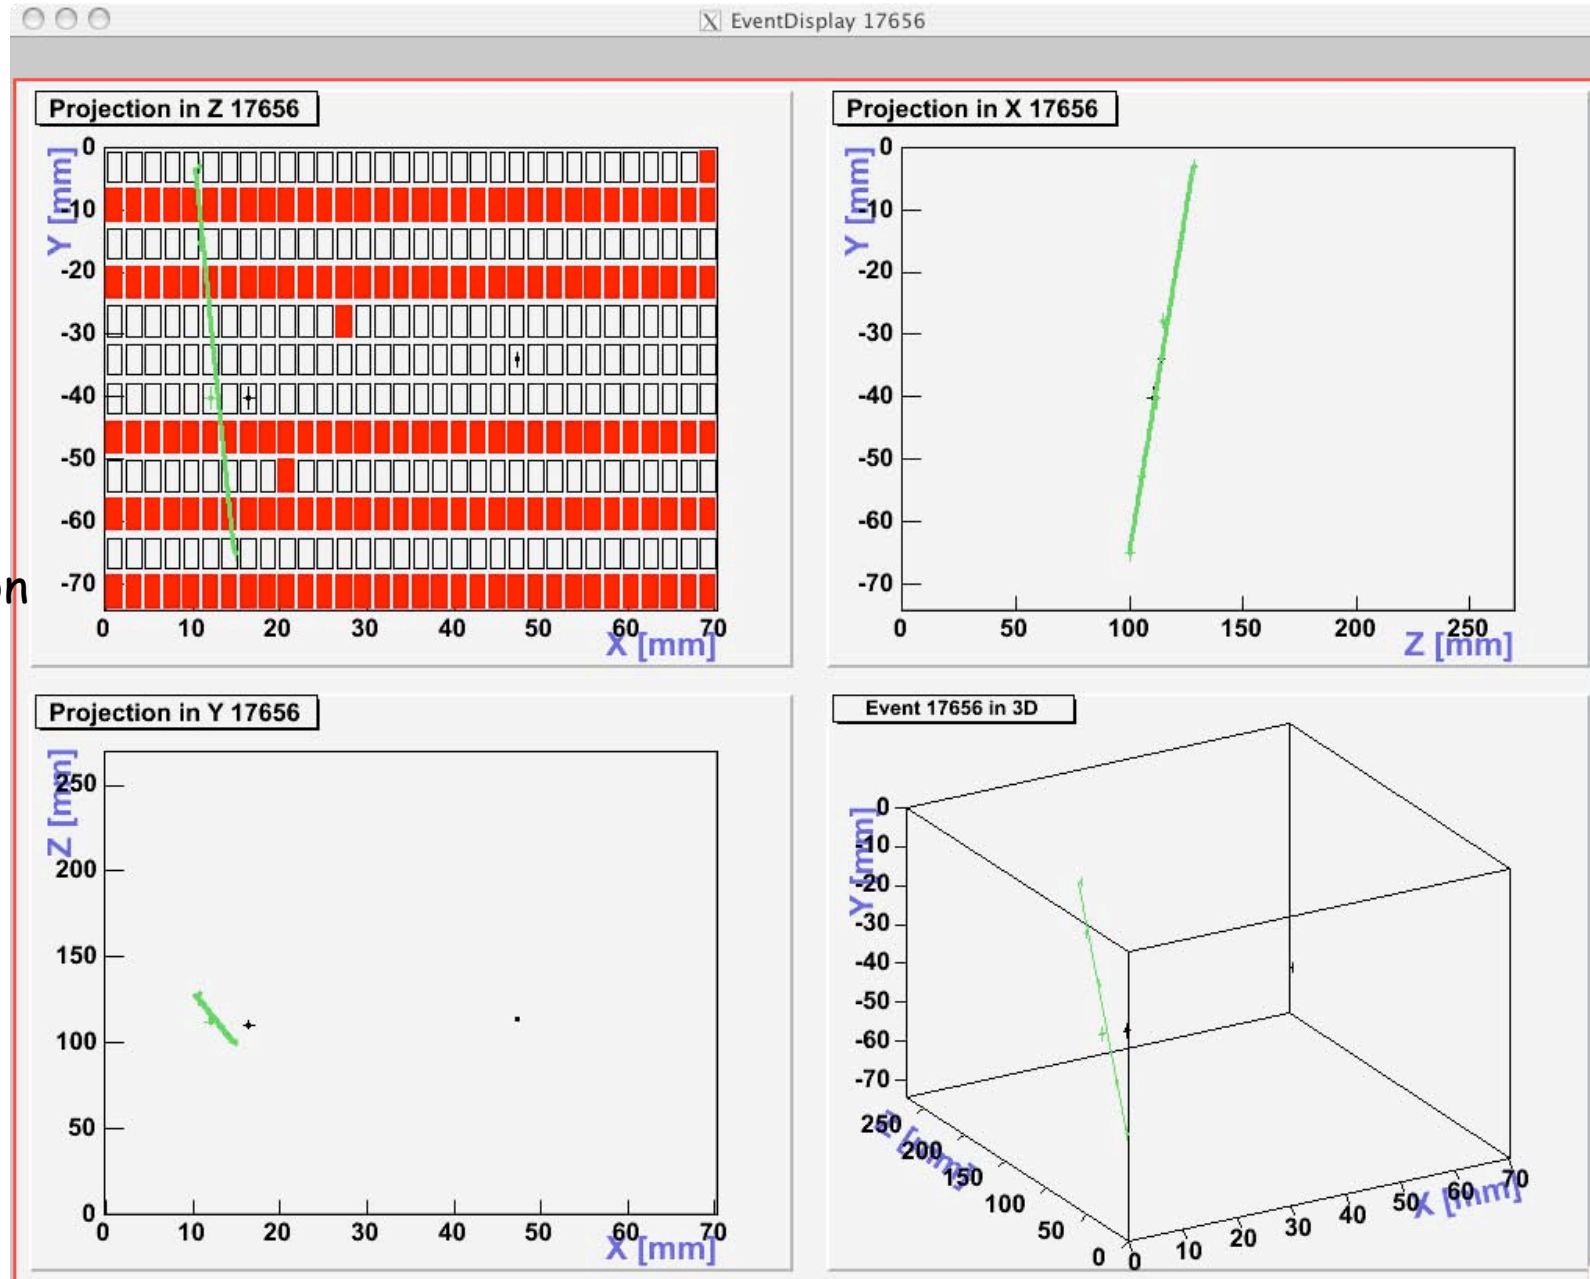 EventDisplay 17656
Projection in Z 17656
Y [mm]
0
-10
-20
-30
-40
-50
-60
-70
0 10 20 30 40 50 60 70
X [mm]
Projection in X 17656
Y [mm]
0
-10
-20
-30
-40
-50
-60
-70
0 50 100 150 200 250
Z [mm]
on
Projection in Y 17656
Z [mm]
250
200
150
100
50
0
0 10 20 30 40 50 60 70
X [mm]
Event 17656 in 3D
Y [mm]
0
-10
-20
-30
-40
-50
-60
-70
Z [mm]
250 200 150 100 50 0
0 10 20 30 40 50 60 70
X [mm]